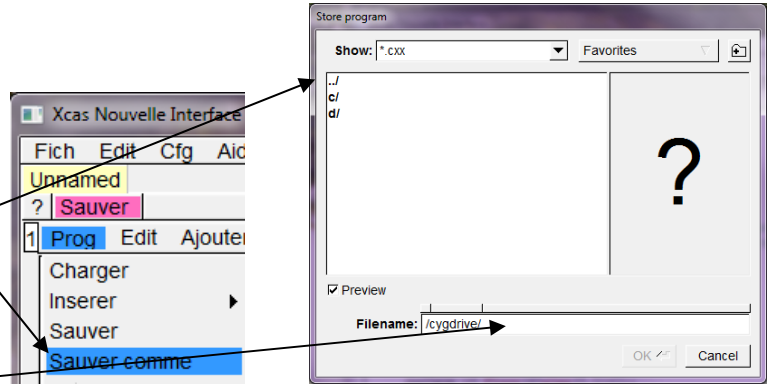 Xcas Nouvelle Interface
Fich Edit Cfg Aid
Unnamed
? Sauver
1 Prog Edit Ajouter
Charger
Inserer
Sauver
Sauver comme
Store program
Show: *.cxx Favorites
../
c/
d/
?
Preview
Filename: /cygdrive/
OK Cancel